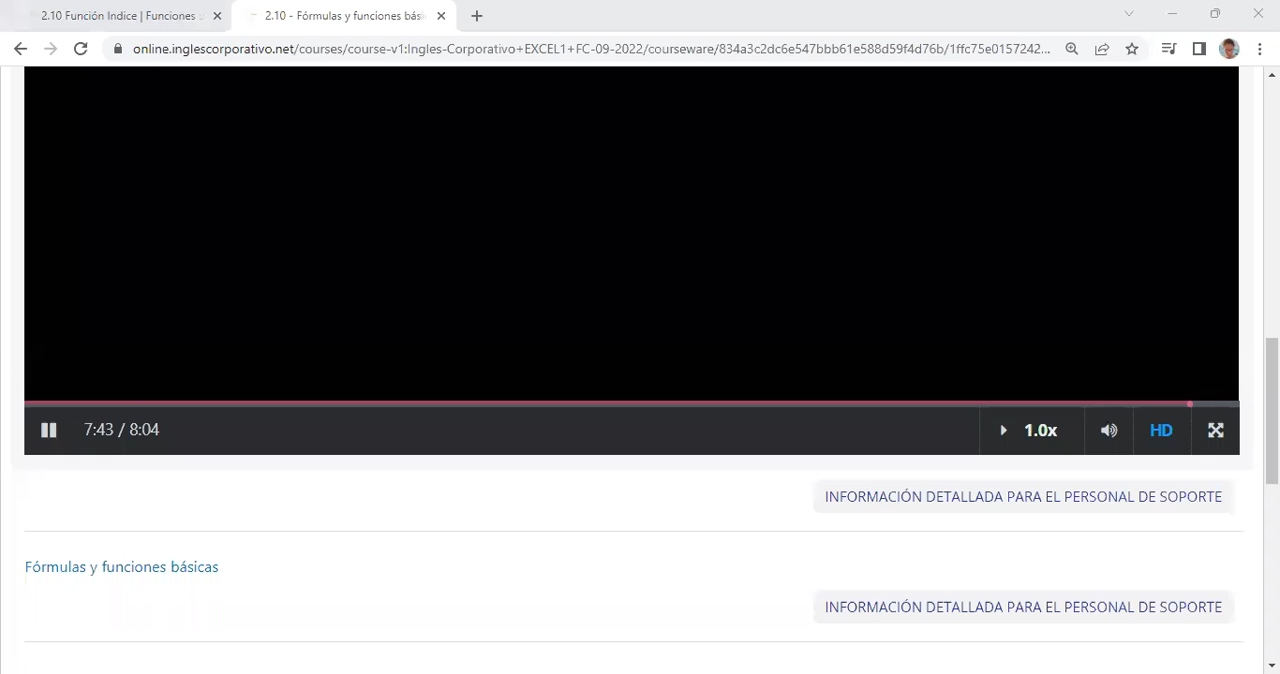 2.10 Función Indice | Funciones
2.10 - Fórmulas y funciones bási
online.inglescorporativo.net/courses/course-v1:Ingles-Corporativo+EXCEL1+FC-09-2022/courseware/834a3c2dc6e547bbb61e588d59f4d76b/1ffc75e0157242...
7:43 / 8:04
1.0x
HD
INFORMACIÓN DETALLADA PARA EL PERSONAL DE SOPORTE
Fórmulas y funciones básicas
INFORMACIÓN DETALLADA PARA EL PERSONAL DE SOPORTE